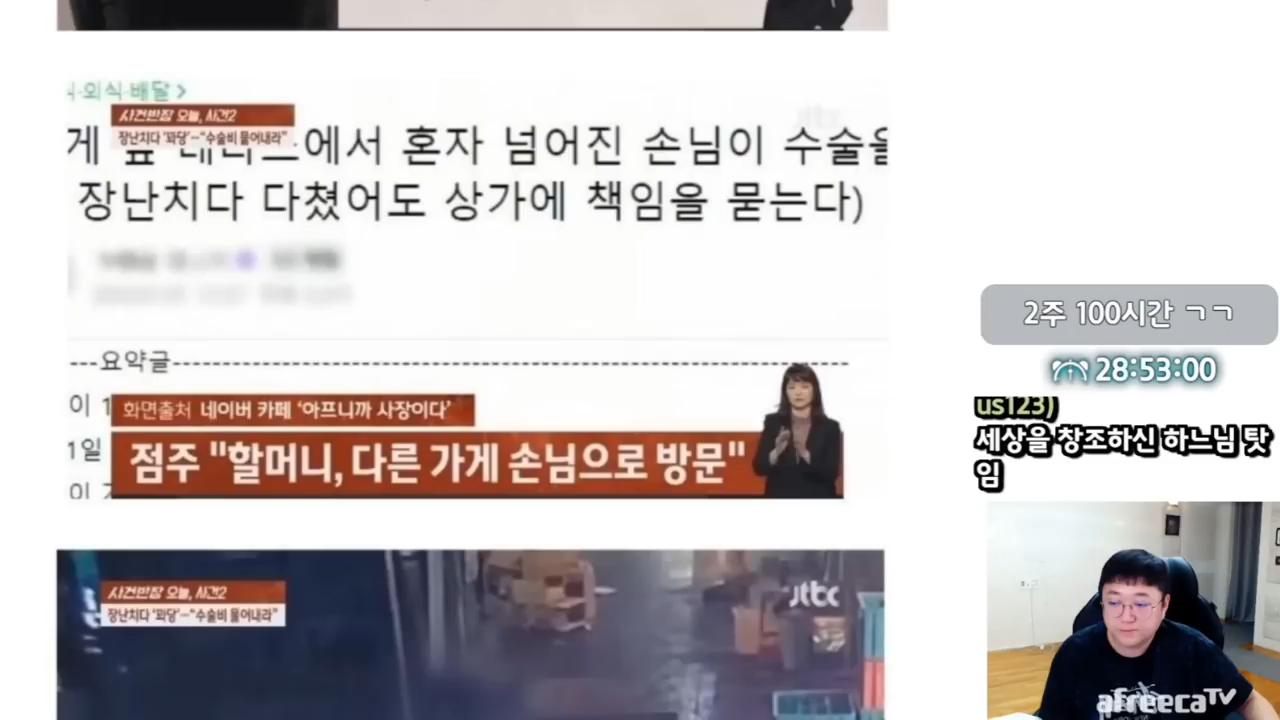 외식·배달 >
사건반장 오늘, 사건2
장난치다 '꽈당'…"수술비 물어내라"
jtbc
에서 혼자 넘어진 손님이 수술을
장난치다 다쳤어도 상가에 책임을 묻는다)
---요약글---
이 1
화면출처 네이버 카페 '아프니까 사장이다'
1일
점주 "할머니, 다른 가게 손님으로 방문"
사건반장 오늘, 사건2
장난치다 '꽈당'…"수술비 물어내라"
jtbc
2주 100시간 ㄱㄱ
28:53:00
us123)
세상을 창조하신 하느님 탓
임
afreecaTV